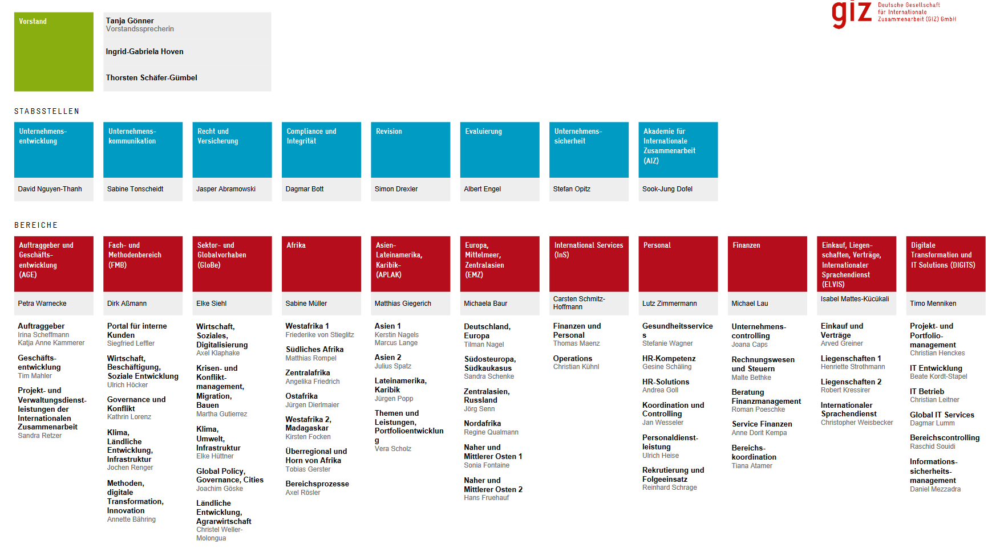 giz Deutsche Gesellschaft
für Internationale
Zusammenarbeit (GIZ) GmbH
Vorstand
Tanja Gönner
Vorstandssprecherin
Ingrid-Gabriela Hoven
Thorsten Schäfer-Gümbel
STABSSTELLEN
Unternehmens-
entwicklung
David Nguyen-Thanh
Unternehmens-
kommunikation
Sabine Tonscheidt
Recht und
Versicherung
Jasper Abramowski
Compliance und
Integrität
Dagmar Bott
Revision
Simon Drexler
Evaluierung
Albert Engel
Unternehmens-
sicherheit
Stefan Opitz
Akademie für
Internationale
Zusammenarbeit
(AIZ)
Sook-Jung Dofel
BEREICHE
Auftraggeber und
Geschäfts-
entwicklung
(AGE)
Petra Warnecke
Auftraggeber
Irina Scheffmann
Katja Anne Kammerer
Geschäfts-
entwicklung
Tim Mahler
Projekt- und
Verwaltungsdienst-
leistungen der
Internationalen
Zusammenarbeit
Sandra Retzer
Fach- und
Methodenbereich
(FMB)
Dirk Aßmann
Portal für interne
Kunden
Siegfried Leffler
Wirtschaft,
Beschäftigung,
Soziale Entwicklung
Ulrich Höcker
Governance und
Konflikt
Kathrin Lorenz
Klima,
Ländliche
Entwicklung,
Infrastruktur
Jochen Renger
Methoden,
digitale
Transformation,
Innovation
Annette Bähring
Sektor- und
Globalvorhaben
(GloBe)
Elke Siehl
Wirtschaft,
Soziales,
Digitalisierung
Axel Klaphake
Krisen- und
Konflikt-
management,
Migration,
Bauen
Martha Gutierrez
Klima,
Umwelt,
Infrastruktur
Elke Hüttner
Global Policy,
Governance, Cities
Joachim Göske
Ländliche
Entwicklung,
Agrarwirtschaft
Christel Weller-
Molongua
Afrika
Sabine Müller
Westafrika 1
Friederike von Stieglitz
Südliches Afrika
Matthias Rompel
Zentralafrika
Angelika Friedrich
Ostafrika
Jürgen Dierlmaier
Westafrika 2,
Madagaskar
Kirsten Focken
Überregional und
Horn von Afrika
Tobias Gerster
Bereichsprozesse
Axel Rösler
Asien-
Lateinamerika,
Karibik-
(APLAK)
Matthias Giegerich
Asien 1
Kerstin Nagels
Marcus Lange
Asien 2
Julius Spatz
Lateinamerika,
Karibik
Jürgen Popp
Themen und
Leistungen,
Portfolioentwicklun
g
Vera Scholz
Europa,
Mittelmeer,
Zentralasien
(EMZ)
Michaela Baur
Deutschland,
Europa
Tilman Nagel
Südosteuropa,
Südkaukasus
Sandra Schenke
Zentralasien,
Russland
Jörg Senn
Nordafrika
Regine Qualmann
Naher und
Mittlerer Osten 1
Sonia Fontaine
Naher und
Mittlerer Osten 2
Hans Fruehauf
International Services
(InS)
Carsten Schmitz-
Hoffmann
Finanzen und
Personal
Thomas Maenz
Operations
Christian Kühnl
Personal
Lutz Zimmermann
Gesundheitsservice
s
Stefanie Wagner
HR-Kompetenz
Gesine Schäling
HR-Solutions
Andrea Goll
Koordination und
Controlling
Jan Wesseler
Personaldienst-
leistung
Ulrich Heise
Rekrutierung und
Folgeeinsatz
Reinhard Schrage
Finanzen
Michael Lau
Unternehmens-
controlling
Joana Caps
Rechnungswesen
und Steuern
Malte Bethke
Beratung
Finanzmanagement
Roman Poeschke
Service Finanzen
Anne Dorit Kempa
Bereichs-
koordination
Tiana Atamer
Einkauf, Liegen-
schaften, Verträge,
Internationaler
Sprachendienst
(ELVIS)
Isabel Mattes-Kücükali
Einkauf und
Verträge
Arved Greiner
Liegenschaften 1
Henriette Strothmann
Liegenschaften 2
Robert Kressirer
Internationaler
Sprachendienst
Christopher Weisbecker
Digitale
Transformation und
IT Solutions (DIGITS)
Timo Menniken
Projekt- und
Portfolio-
management
Christian Henckes
IT Entwicklung
Beate Kordt-Stapel
IT Betrieb
Christian Leitner
Global IT Services
Dagmar Lumm
Bereichscontrolling
Raschid Souidi
Informations-
sicherheits-
management
Daniel Mezzadra